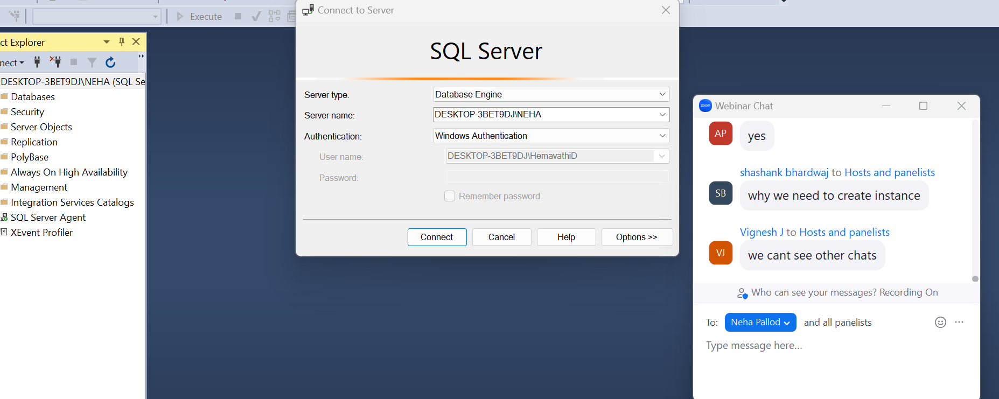 Connect to Server
Execute
ct Explorer
nect
DESKTOP-3BET9DJ\NEHA (SQL Se
Databases
Security
Server Objects
Replication
PolyBase
Always On High Availability
Management
Integration Services Catalogs
SQL Server Agent
XEvent Profiler
SQL Server
Server type:
Database Engine
Server name:
DESKTOP-3BET9DJ\NEHA
Authentication:
Windows Authentication
User name:
DESKTOP-3BET9DJ\HemavathiD
Password:
Remember password
Connect
Cancel
Help
Options >>
zoom
Webinar Chat
AP
yes
shashank bhardwaj to Hosts and panelists
SB
why we need to create instance
Vignesh J to Hosts and panelists
VJ
we cant see other chats
Who can see your messages? Recording On
To: Neha Pallod and all panelists
Type message here...